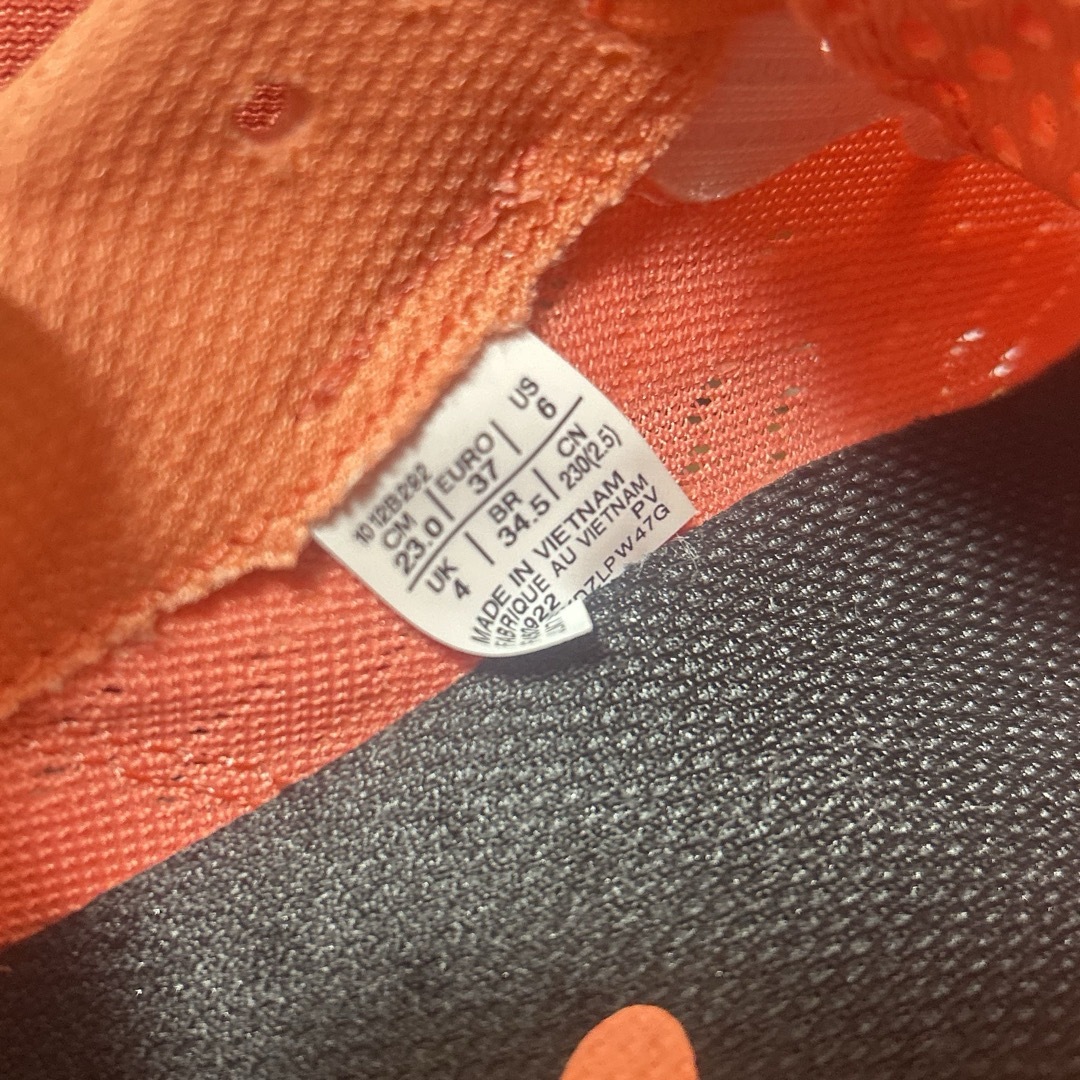 1012B292
CM EURO US
23.0 37 6
UK BR CN
4 34.5 230(2.5)
MADE IN VIETNAM
FABRIQUE AU VIETNAM
PV